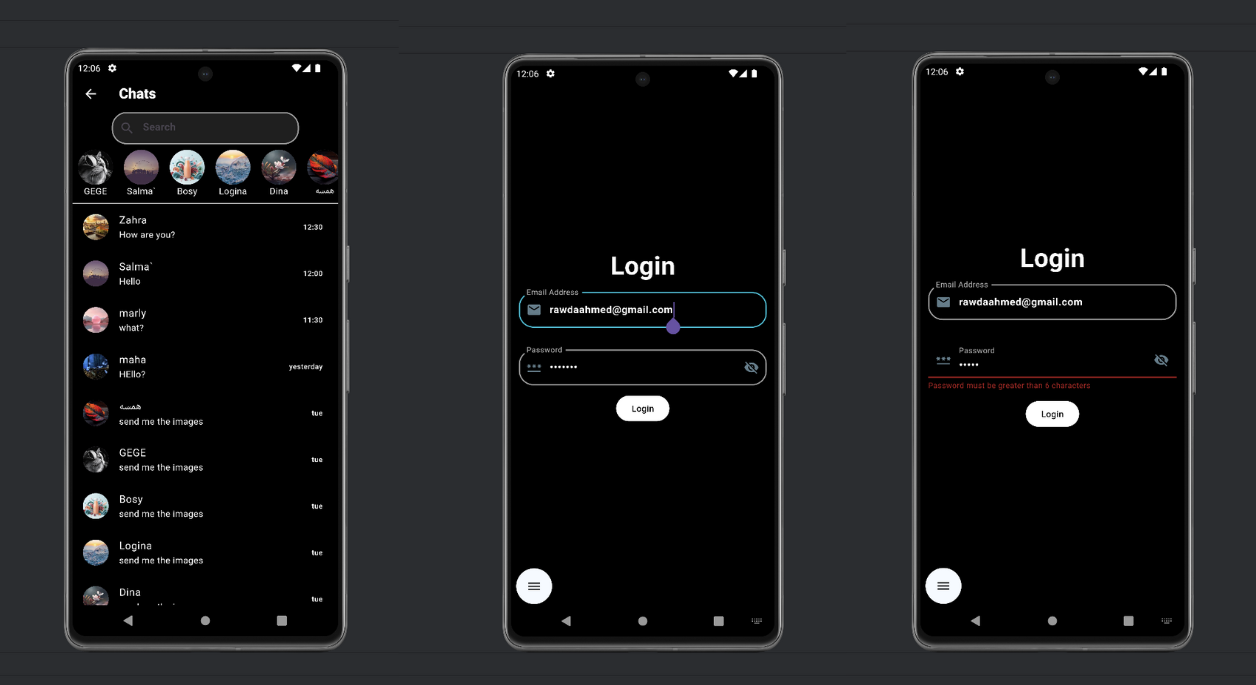 12:06
Chats
Search
GEGE
Salma`
Bosy
Logina
Dina
همسه
Zahra
How are you?
12:30
Salma`
Hello
12:00
marly
what?
11:30
maha
HEllo?
yesterday
همسه
send me the images
tue
GEGE
send me the images
tue
Bosy
send me the images
tue
Logina
send me the images
tue
Dina
tue
12:06
Login
Email Address
rawdaahmed@gmail.com
Password
•••••••
Login
12:06
Login
Email Address
rawdaahmed@gmail.com
Password
•••••
Password must be greater than 6 characters
Login